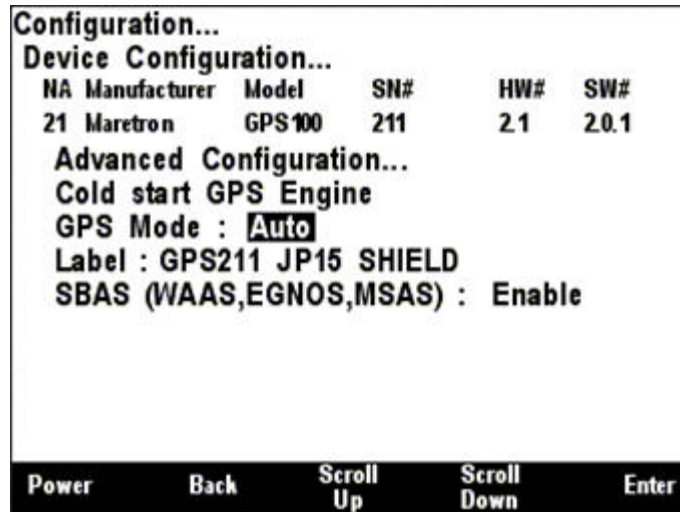 Configuration...
Device Configuration...
NA Manufacturer Model SN# HW# SW#
21 Maretron GPS100 211 2.1 2.0.1
Advanced Configuration...
Cold start GPS Engine
GPS Mode : Auto
Label : GPS211 JP15 SHIELD
SBAS (WAAS,EGNOS,MSAS) : Enable
Power Back Scroll Up Scroll Down Enter